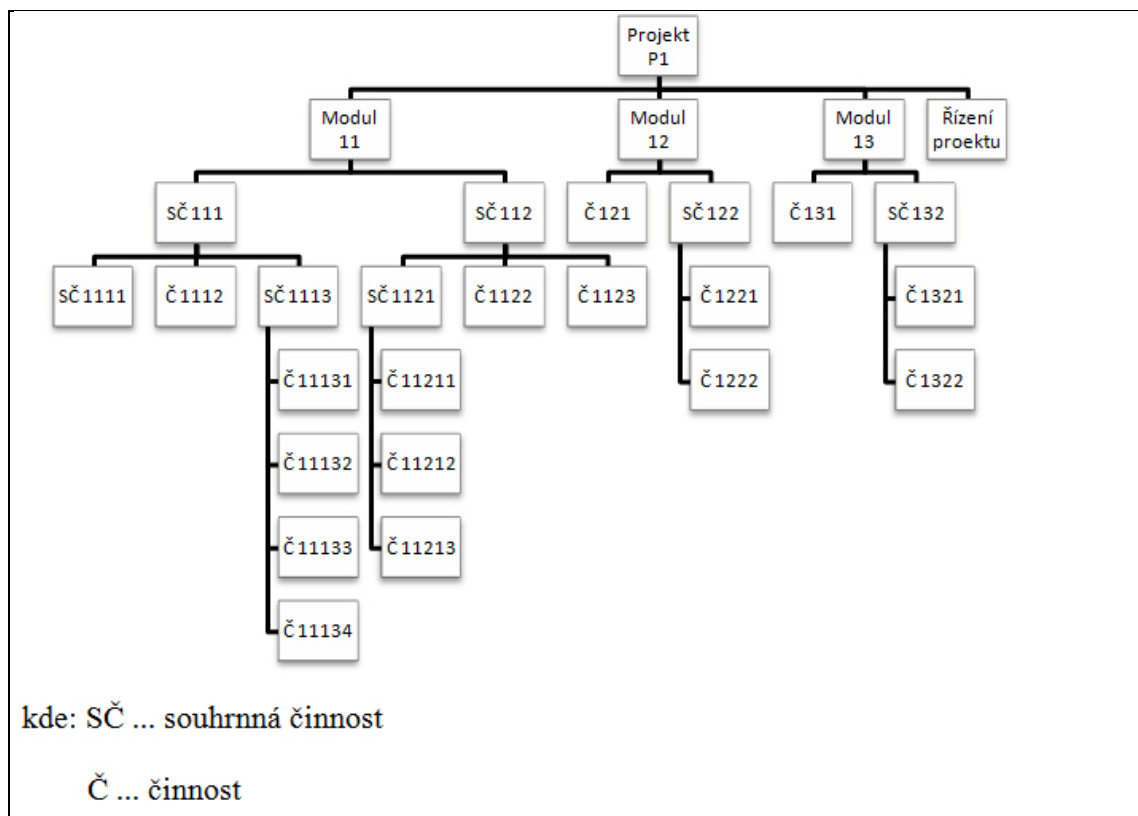 Projekt
P1
Modul
11
Modul
12
Modul
13
Řízení
proektu
SČ111
SČ112
Č121
SČ122
Č131
SČ132
SČ1111
Č1112
SČ1113
SČ1121
Č1122
Č1123
Č1221
Č1321
Č11131
Č11211
Č1222
Č1322
Č11132
Č11212
Č11133
Č11213
Č11134
kde: SČ ... souhrnná činnost
Č ... činnost